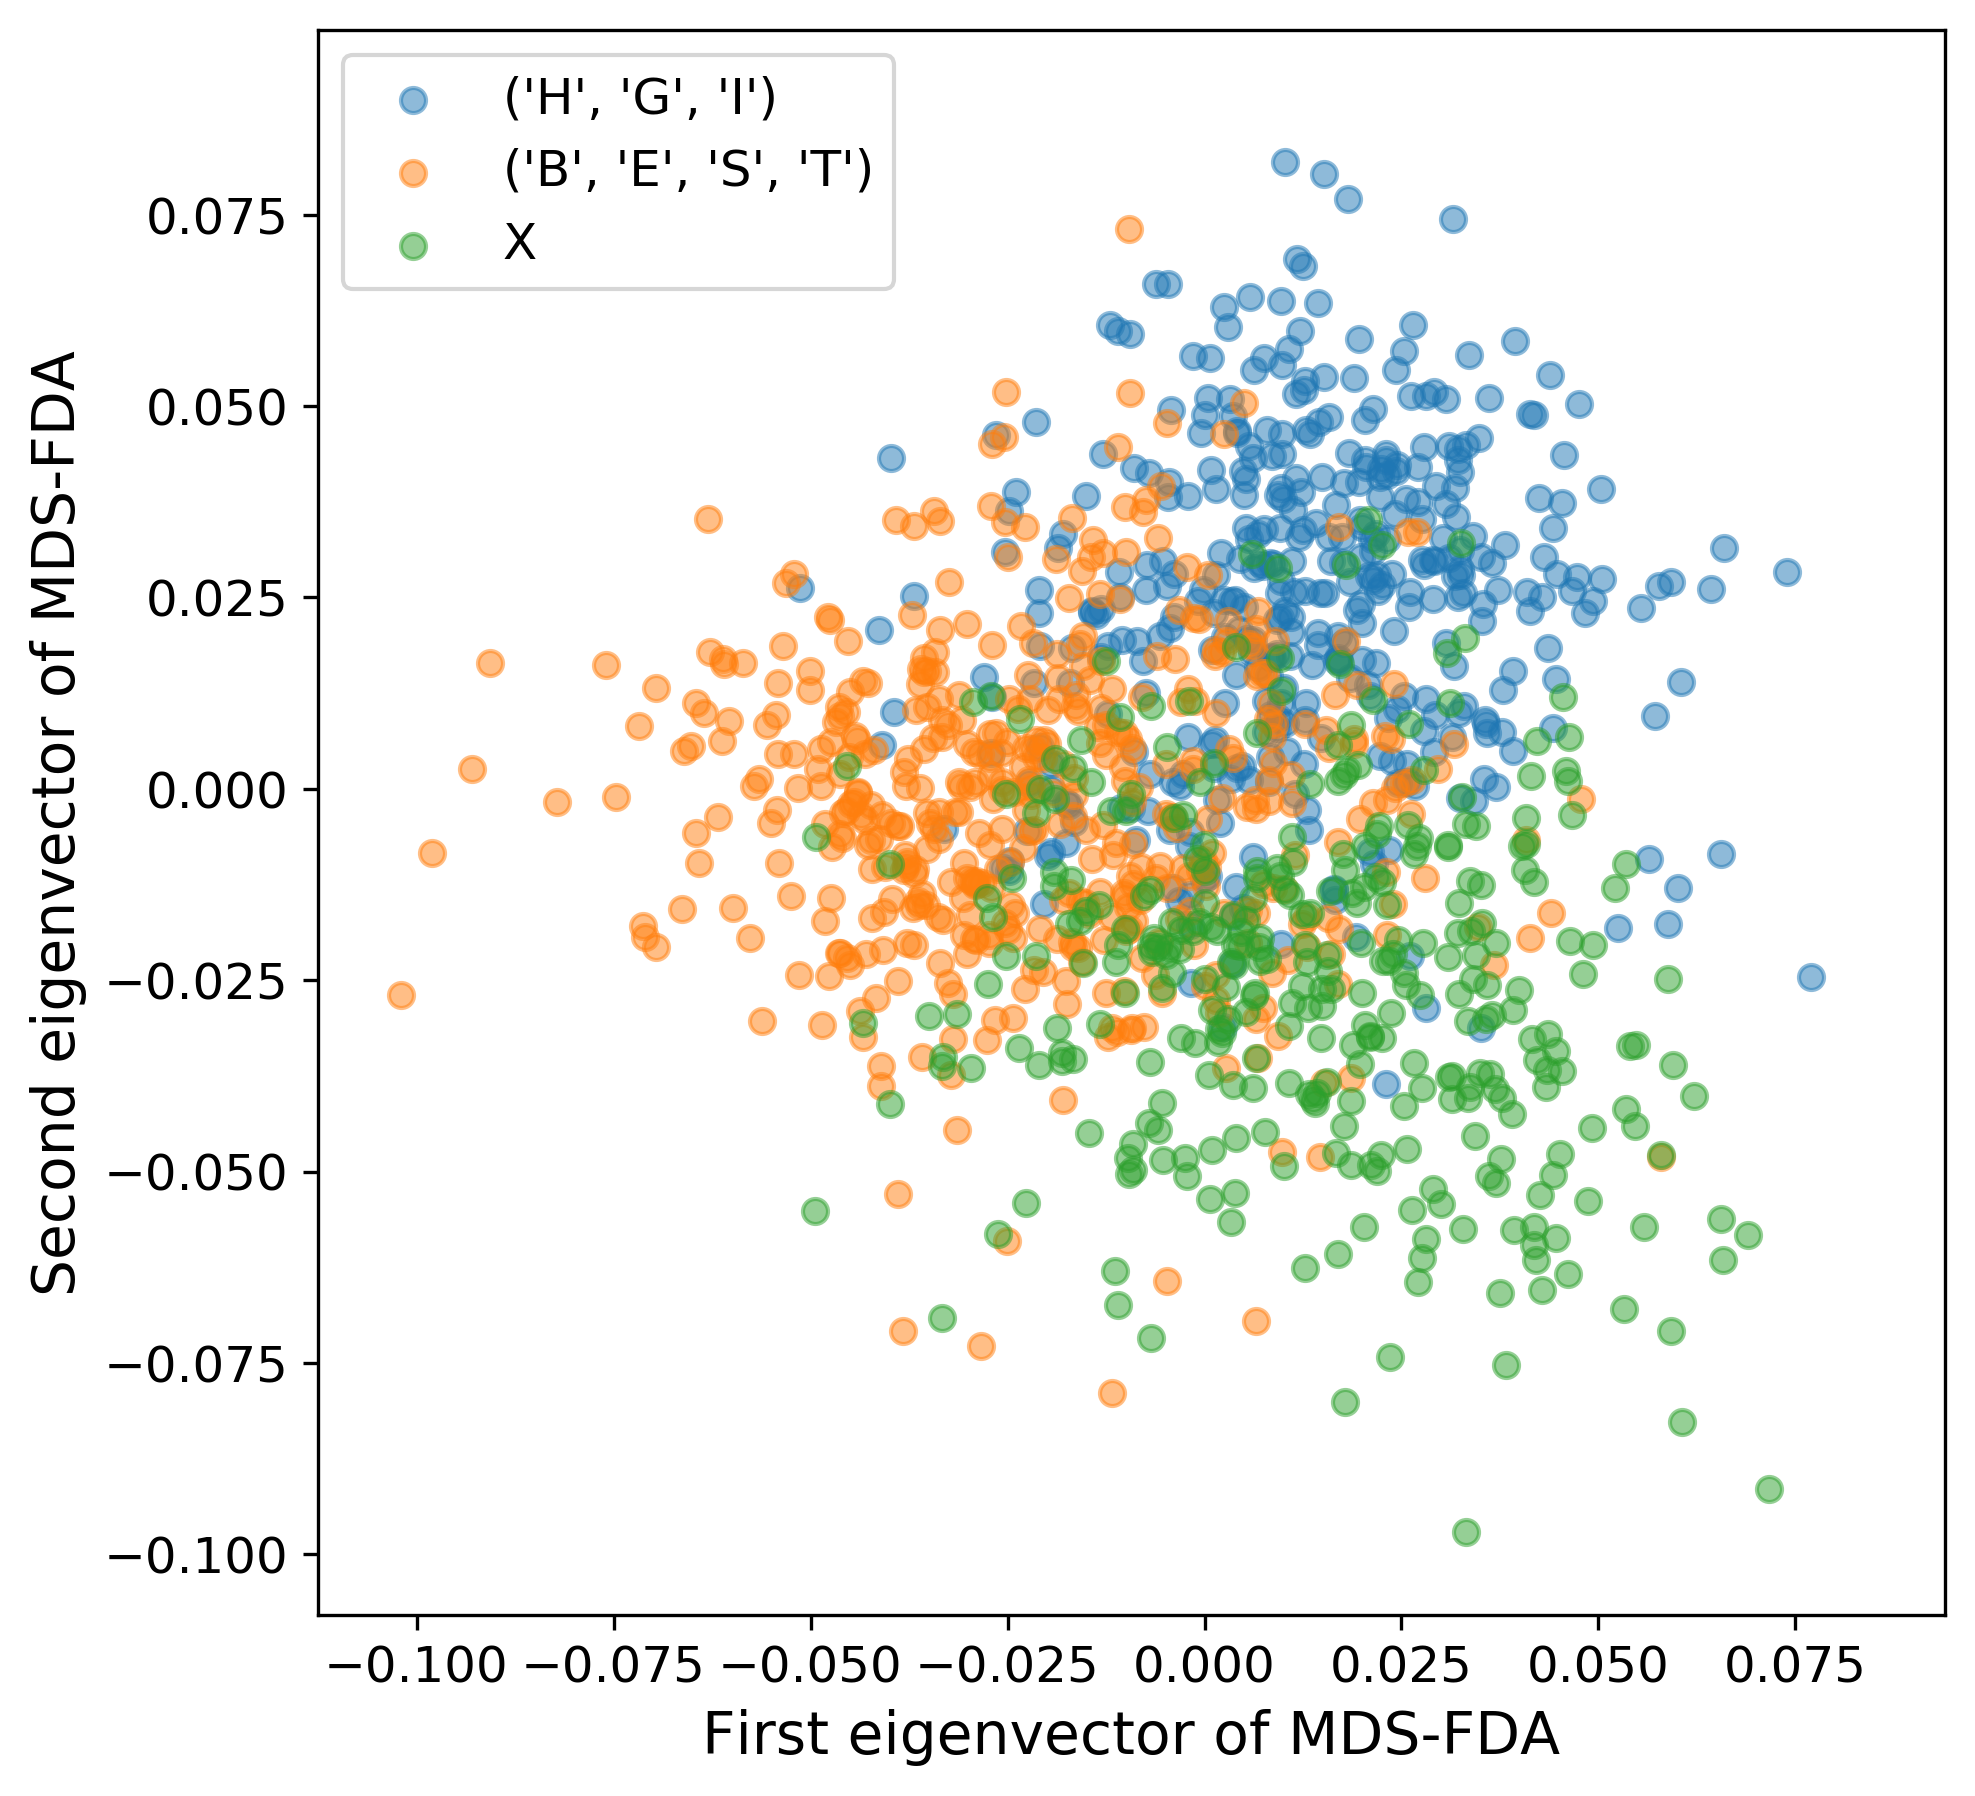 ('H', 'G', 'I')
('B', 'E', 'S', 'T')
X
Second eigenvector of MDS-FDA
0.075
0.050
0.025
0.000
−0.025
−0.050
−0.075
−0.100
−0.100 −0.075 −0.050 −0.025 0.000 0.025 0.050 0.075
First eigenvector of MDS-FDA